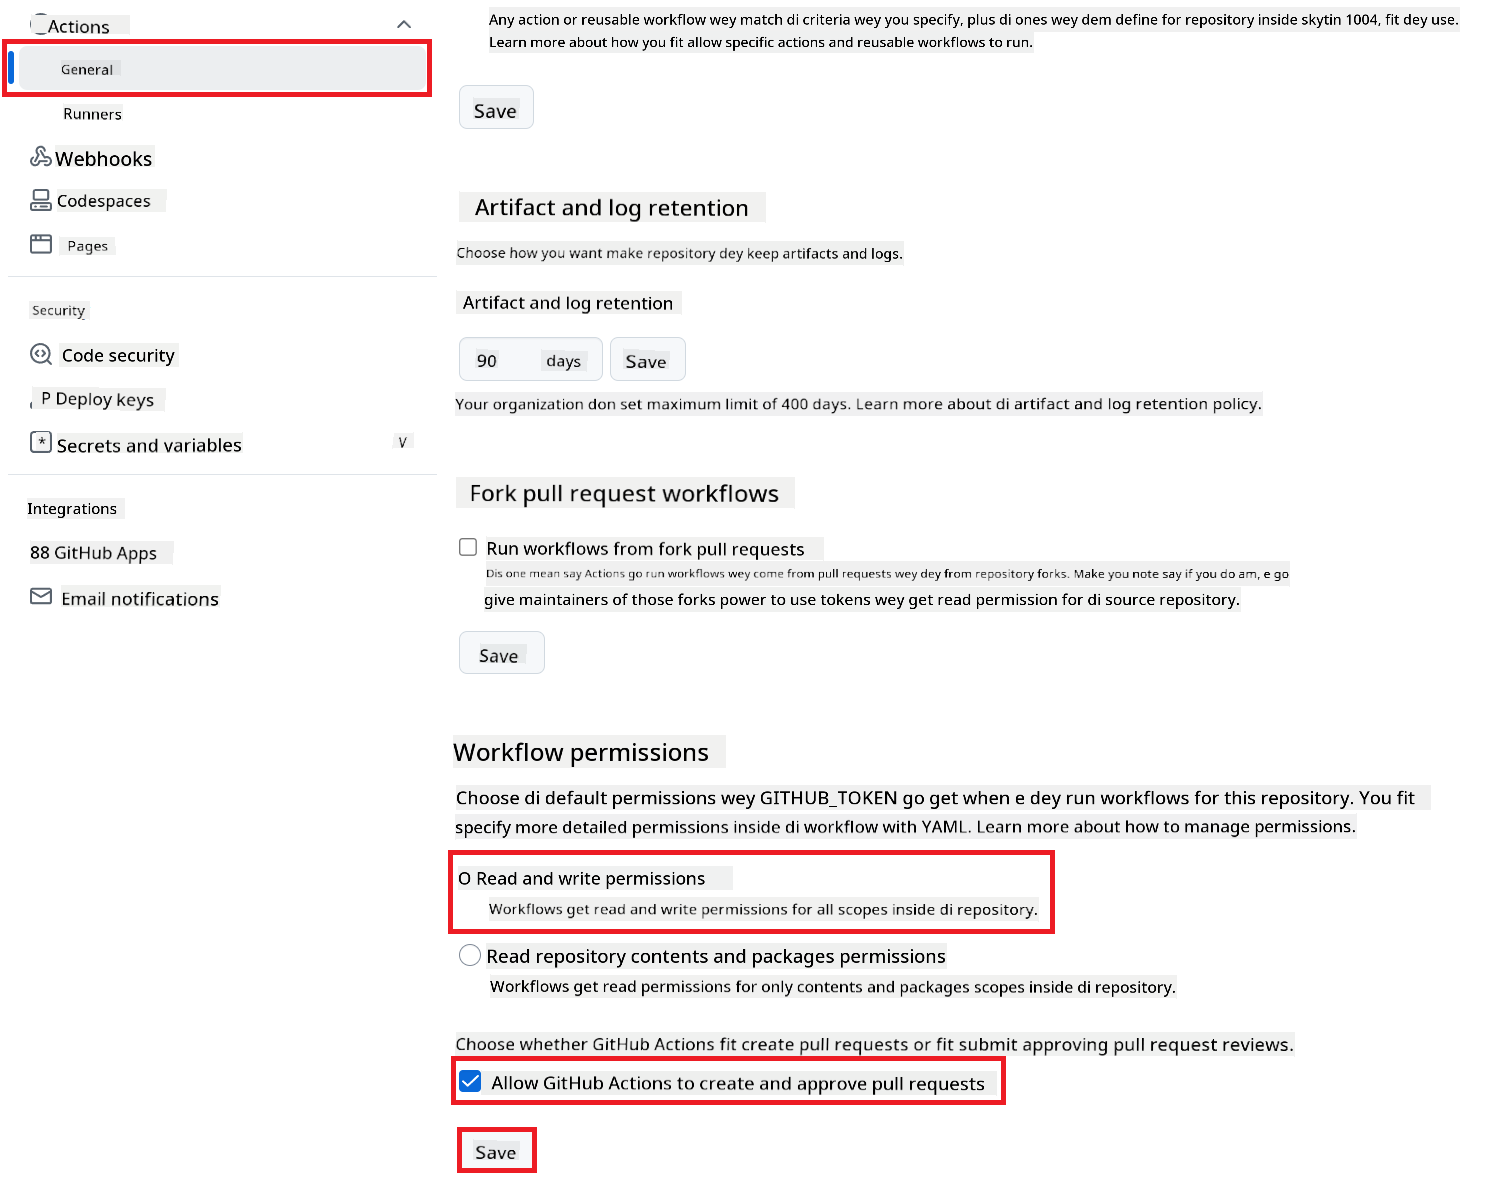 Actions
General
Runners
Webhooks
Codespaces
Pages
Security
Code security
P Deploy keys
Secrets and variables V
Integrations
88 GitHub Apps
Email notifications
Any action or reusable workflow wey match di criteria wey you specify, plus di ones wey dem define for repository inside skytin 1004, fit dey use.
Learn more about how you fit allow specific actions and reusable workflows to run.
Save
Artifact and log retention
Choose how you want make repository dey keep artifacts and logs.
Artifact and log retention
90 days Save
Your organization don set maximum limit of 400 days. Learn more about di artifact and log retention policy.
Fork pull request workflows
Run workflows from fork pull requests
Dis one mean say Actions go run workflows wey come from pull requests wey dey from repository forks. Make you note say if you do am, e go
give maintainers of those forks power to use tokens wey get read permission for di source repository.
Save
Workflow permissions
Choose di default permissions wey GITHUB_TOKEN go get when e dey run workflows for this repository. You fit
specify more detailed permissions inside di workflow with YAML. Learn more about how to manage permissions.
O Read and write permissions
Workflows get read and write permissions for all scopes inside di repository.
Read repository contents and packages permissions
Workflows get read permissions for only contents and packages scopes inside di repository.
Choose whether GitHub Actions fit create pull requests or fit submit approving pull request reviews.
Allow GitHub Actions to create and approve pull requests
Save